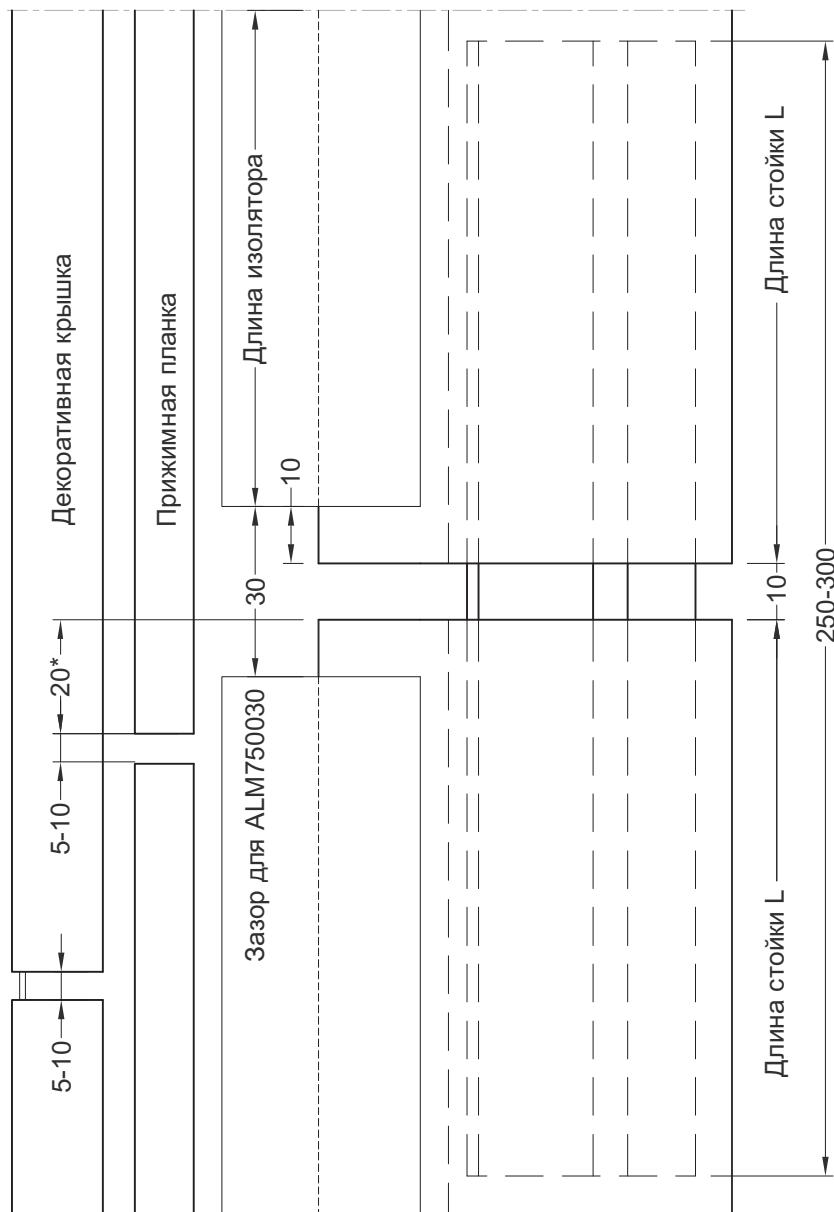 Декоративная крышка
20*
5-10
5-10
Прижимная планка
Длина изолятора
30
Зазор для ALM750030
10
Длина стойки L
10
Длина стойки L
250-300